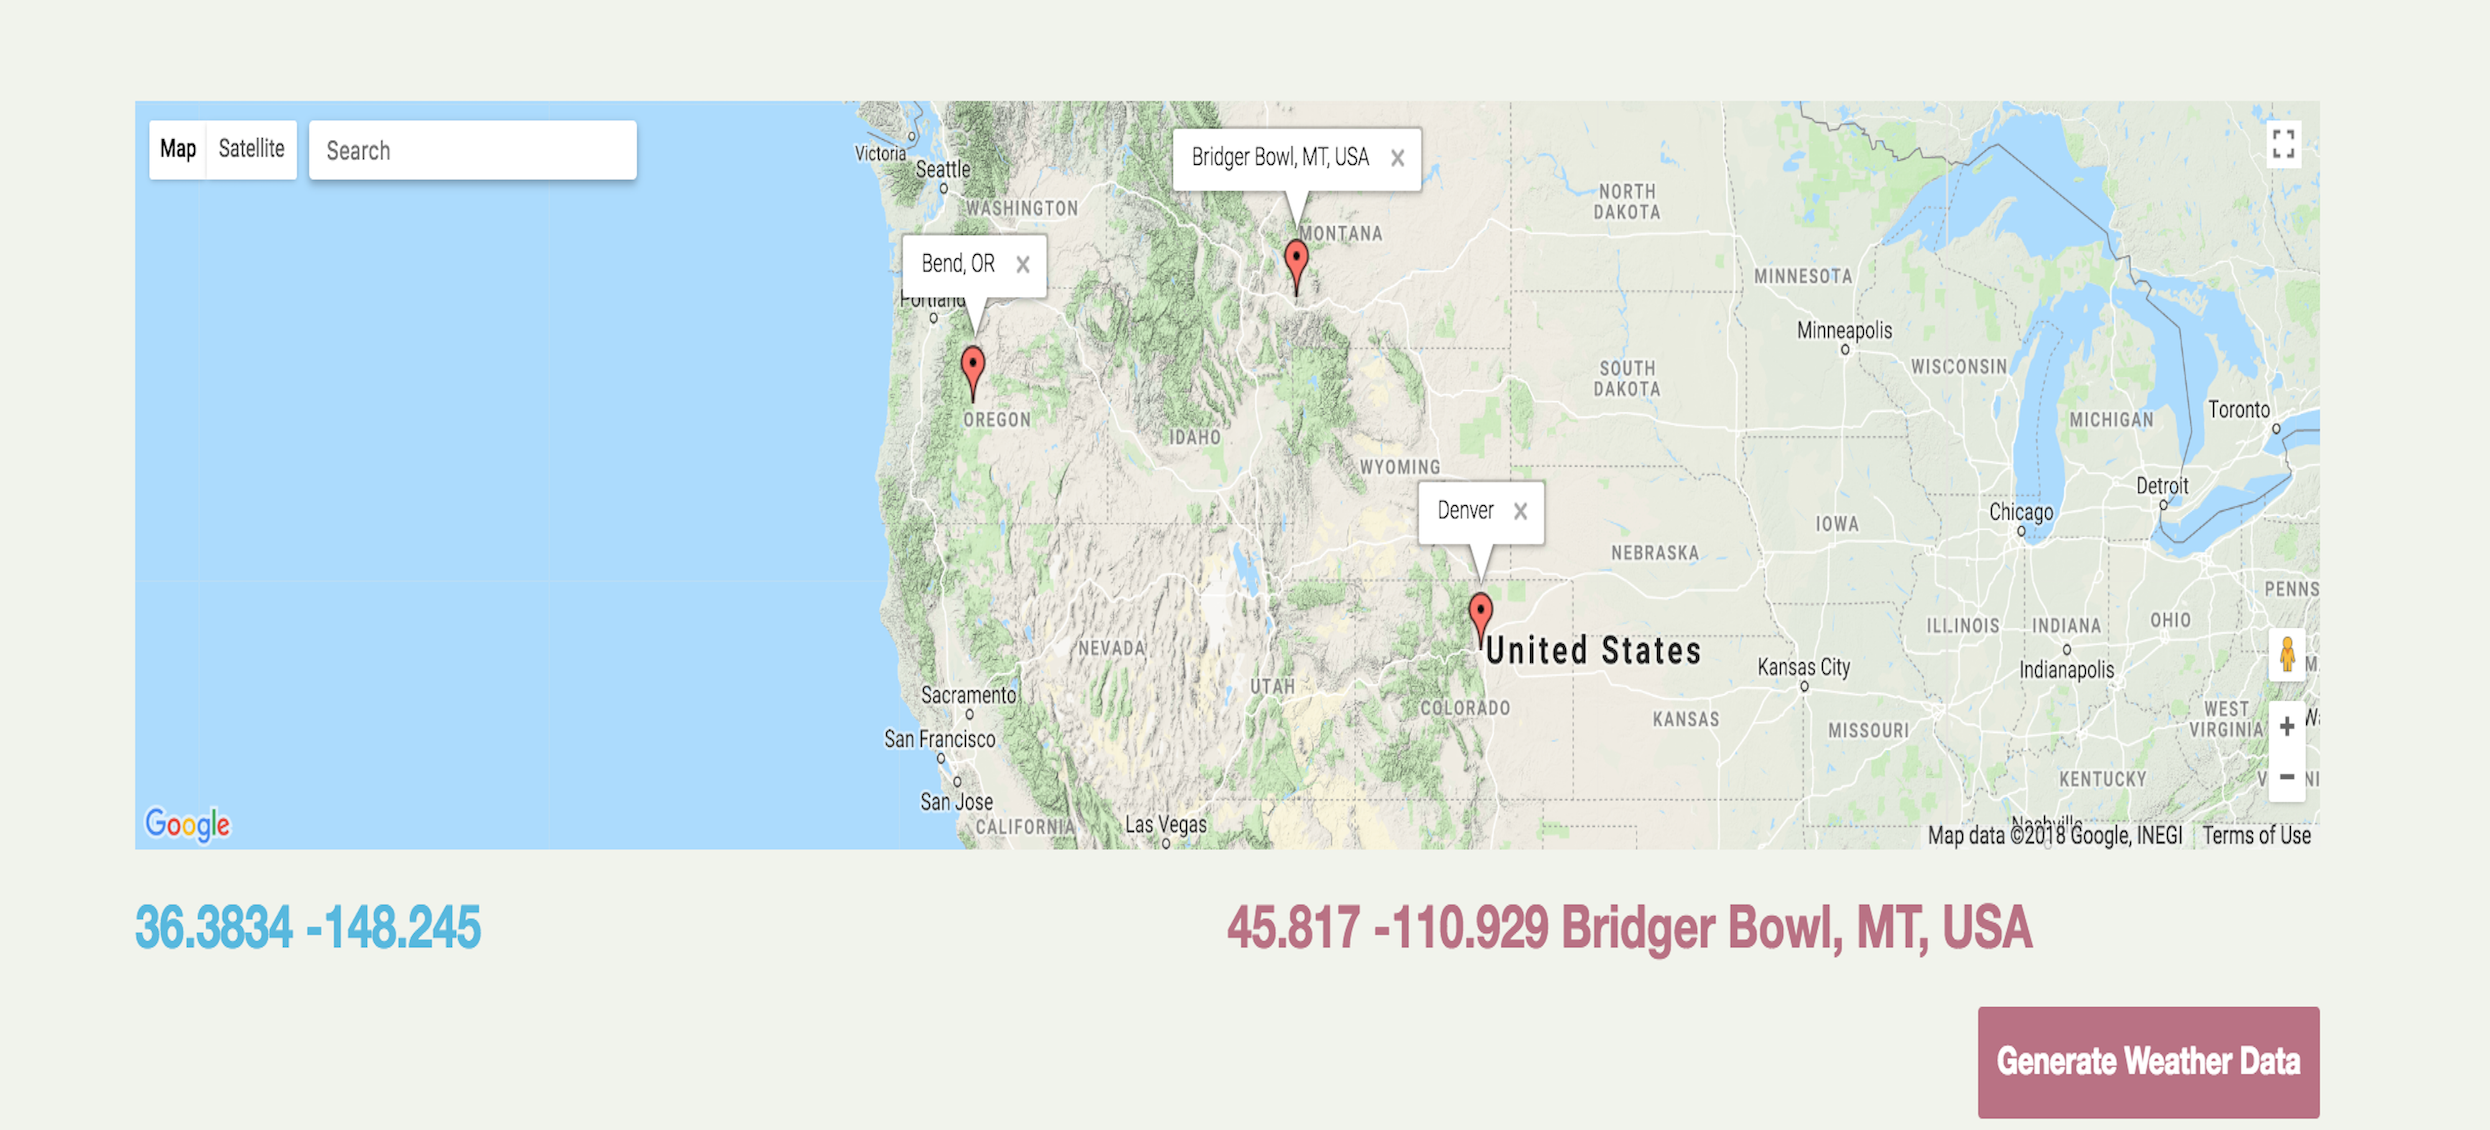 Map Satellite Search
Victoria
Seattle
WASHINGTON
Bridger Bowl, MT, USA ×
MONTANA
NORTH
DAKOTA
Bend, OR ×
Portland
MINNESOTA
Minneapolis
WISCONSIN
SOUTH
DAKOTA
MICHIGAN
Toronto
OREGON
IDAHO
WYOMING
Detroit
Chicago
Denver ×
IOWA
NEBRASKA
PENNS
United States
ILLINOIS
INDIANA
OHIO
NEVADA
Kansas City
Indianapolis
M
UTAH
Sacramento
COLORADO
KANSAS
MISSOURI
WEST
VIRGINIA
W
+
San Francisco
KENTUCKY
−
San Jose
CALIFORNIA
Las Vegas
Nashville
Google
Map data ©2018 Google, INEGI Terms of Use
36.3834 -148.245
45.817 -110.929 Bridger Bowl, MT, USA
Generate Weather Data